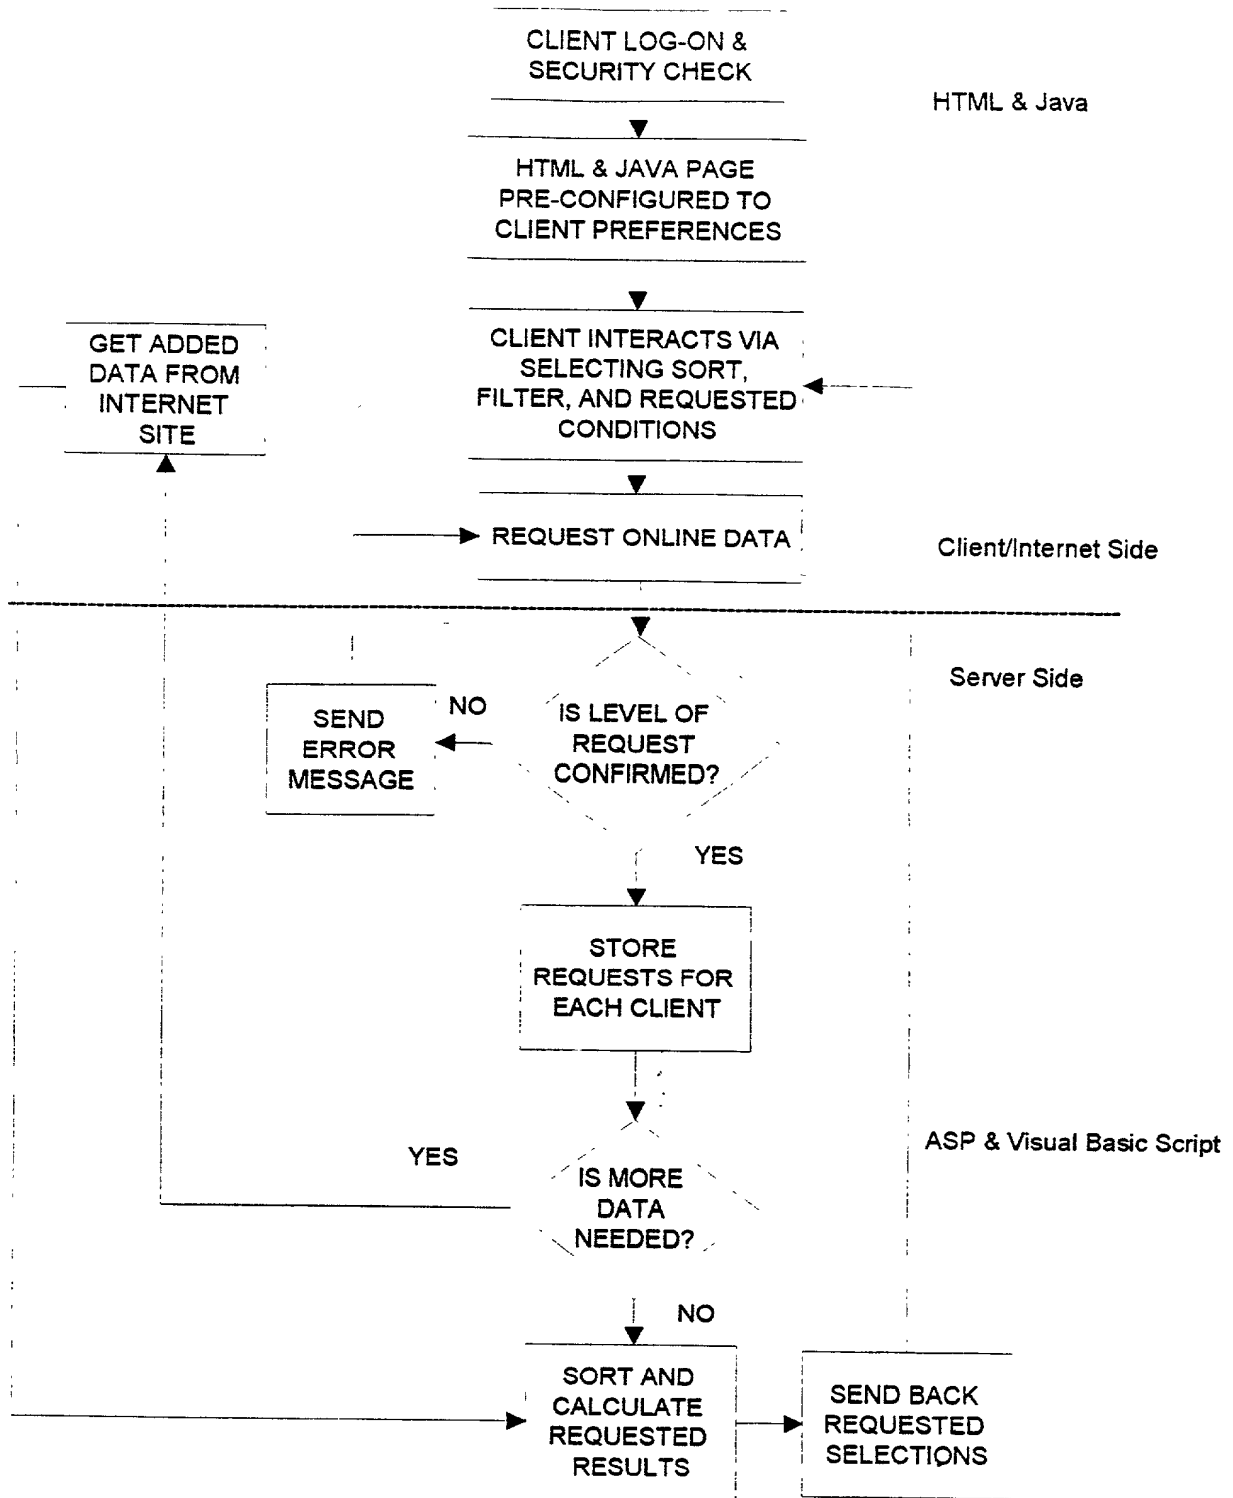 CLIENT LOG-ON &
SECURITY CHECK
HTML & Java
HTML & JAVA PAGE
PRE-CONFIGURED TO
CLIENT PREFERENCES
GET ADDED
DATA FROM
INTERNET
SITE
CLIENT INTERACTS VIA
SELECTING SORT,
FILTER, AND REQUESTED
CONDITIONS
REQUEST ONLINE DATA
Client/Internet Side
Server Side
SEND
ERROR
MESSAGE
NO
IS LEVEL OF
REQUEST
CONFIRMED?
YES
STORE
REQUESTS FOR
EACH CLIENT
ASP & Visual Basic Script
YES
IS MORE
DATA
NEEDED?
NO
SORT AND
CALCULATE
REQUESTED
RESULTS
SEND BACK
REQUESTED
SELECTIONS